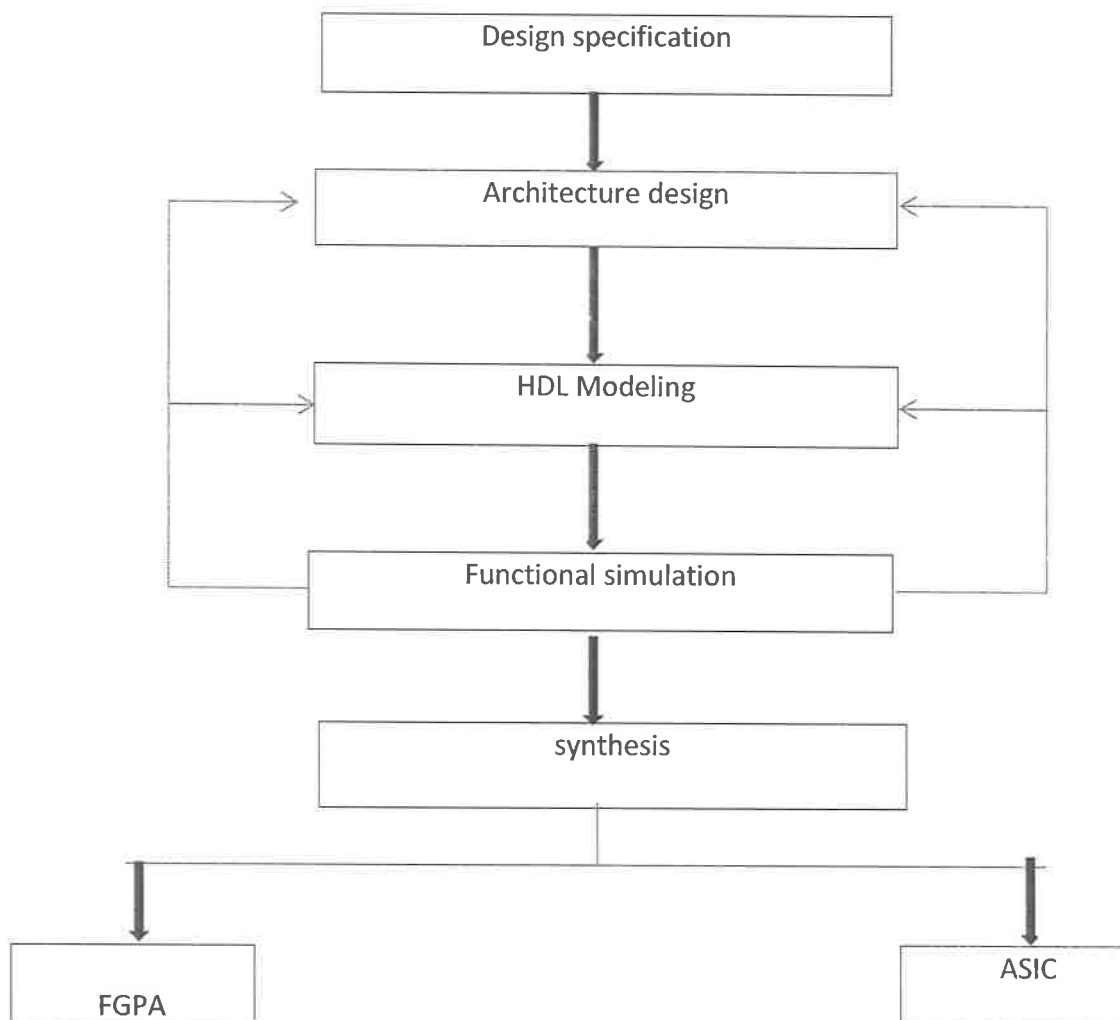 Design specification
Architecture design
HDL Modeling
Functional simulation
synthesis
FGPA
ASIC